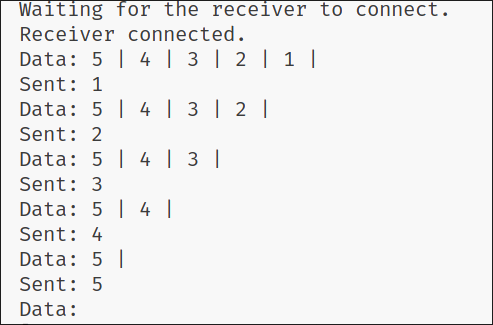 Waiting for the receiver to connect.
Receiver connected.
Data: 5 | 4 | 3 | 2 | 1 |
Sent: 1
Data: 5 | 4 | 3 | 2 |
Sent: 2
Data: 5 | 4 | 3 |
Sent: 3
Data: 5 | 4 |
Sent: 4
Data: 5 |
Sent: 5
Data: